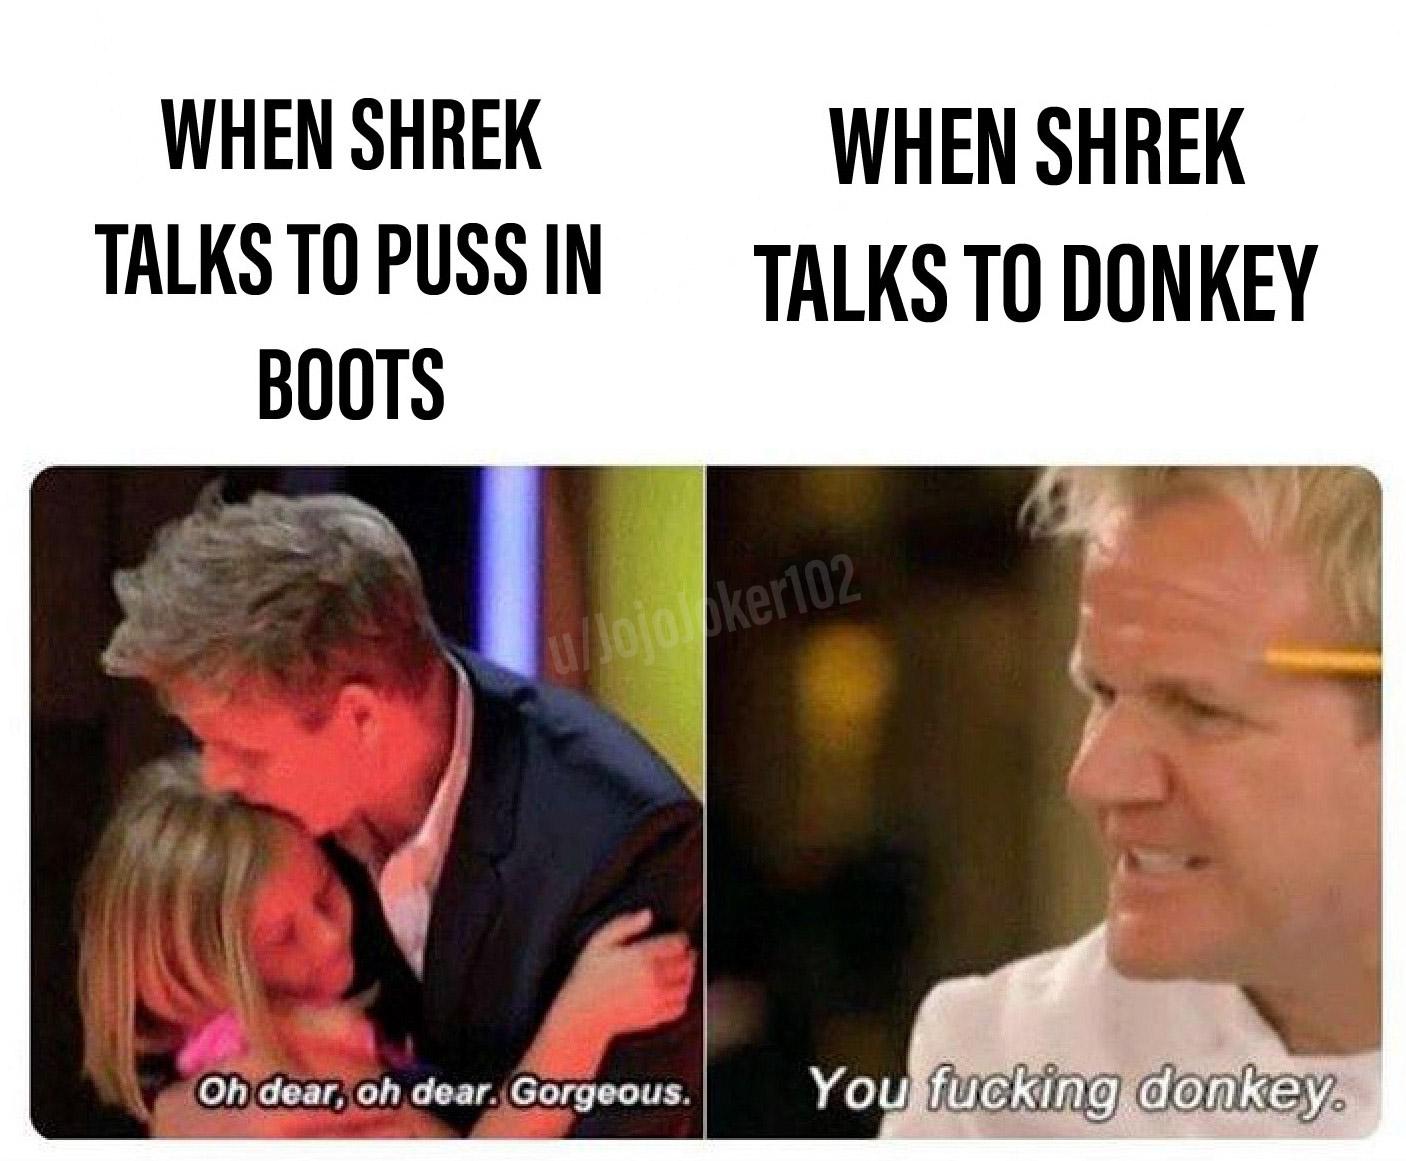 WHEN SHREK
TALKS TO PUSS IN
BOOTS
WHEN SHREK
TALKS TO DONKEY
u/JojoJoker102
Oh dear, oh dear. Gorgeous.
You fucking donkey.